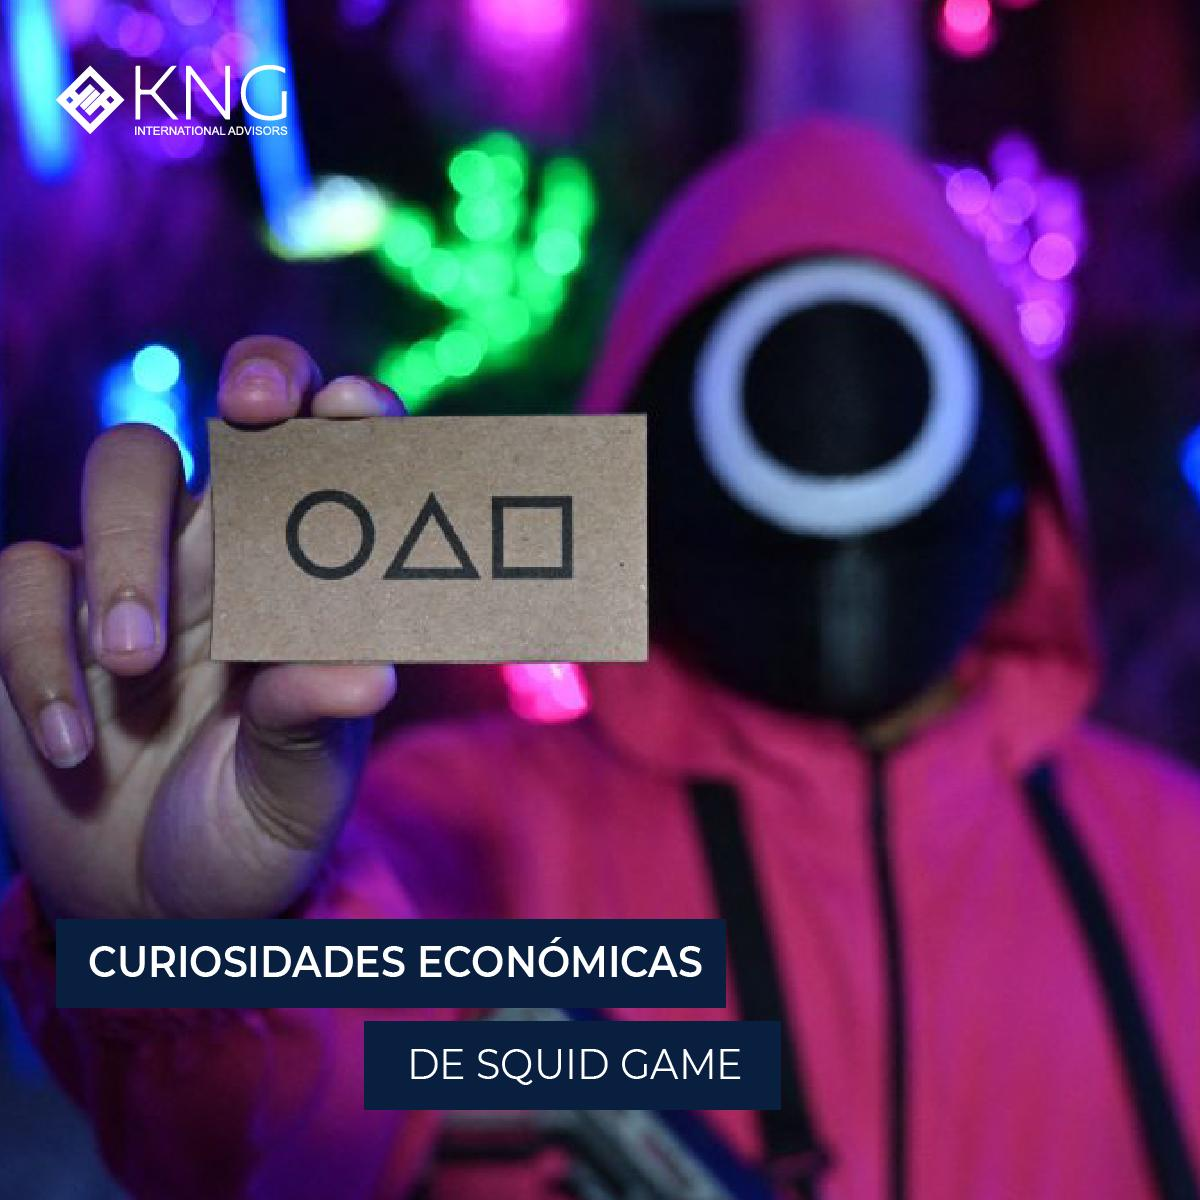 KNG
INTERNATIONAL ADVISORS
CURIOSIDADES ECONÓMICAS
DE SQUID GAME